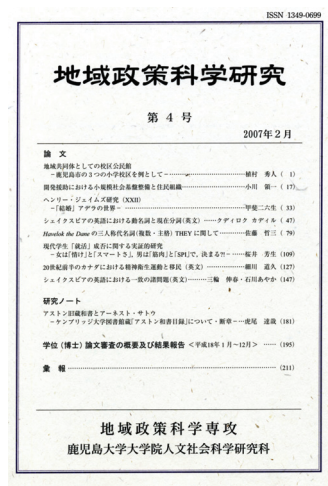 ISSN 1349-0699
地域政策科学研究
第 4 号
2007年2月
論 文
地域共同体としての校区公民館
－鹿児島市の3つの小学校区を例として－……………………植村 秀人（ 1）
開発援助における小規模社会基盤整備と住民組織………………小川 領一（ 17）
ヘンリー・ジェイムズ研究（XXII）
－「結婚」アデラの世界－……………………甲斐二六生（ 33）
シェイクスピアの英語における動名詞と現在分詞（英文）……クディロク カディル（ 47）
Havelok the Dane の三人称代名詞（複数・主格）THEY に関して………佐藤 哲三（ 79）
現代学生「就活」成否に関する実証的研究
－女は「情け」と「スマートさ」，男は「筋肉」と「SPI」で，決まる?!－……桜井 芳生（109）
20世紀前半のカナダにおける精神衛生運動と移民（英文）………細川 道久（127）
シェイクスピアの英語における一致の諸問題（英文）………三輪 伸春・石川あやか（147）
研究ノート
アストン旧蔵和書とアーネスト・サトウ
－ケンブリッジ大学図書館蔵「アストン和書目録」について・断章－…虎尾 達哉（181）
学位（博士）論文審査の概要及び結果報告 ＜平成18年1月～12月＞ ……（195）
彙 報……………………（211）
地域政策科学専攻
鹿児島大学大学院人文社会科学研究科